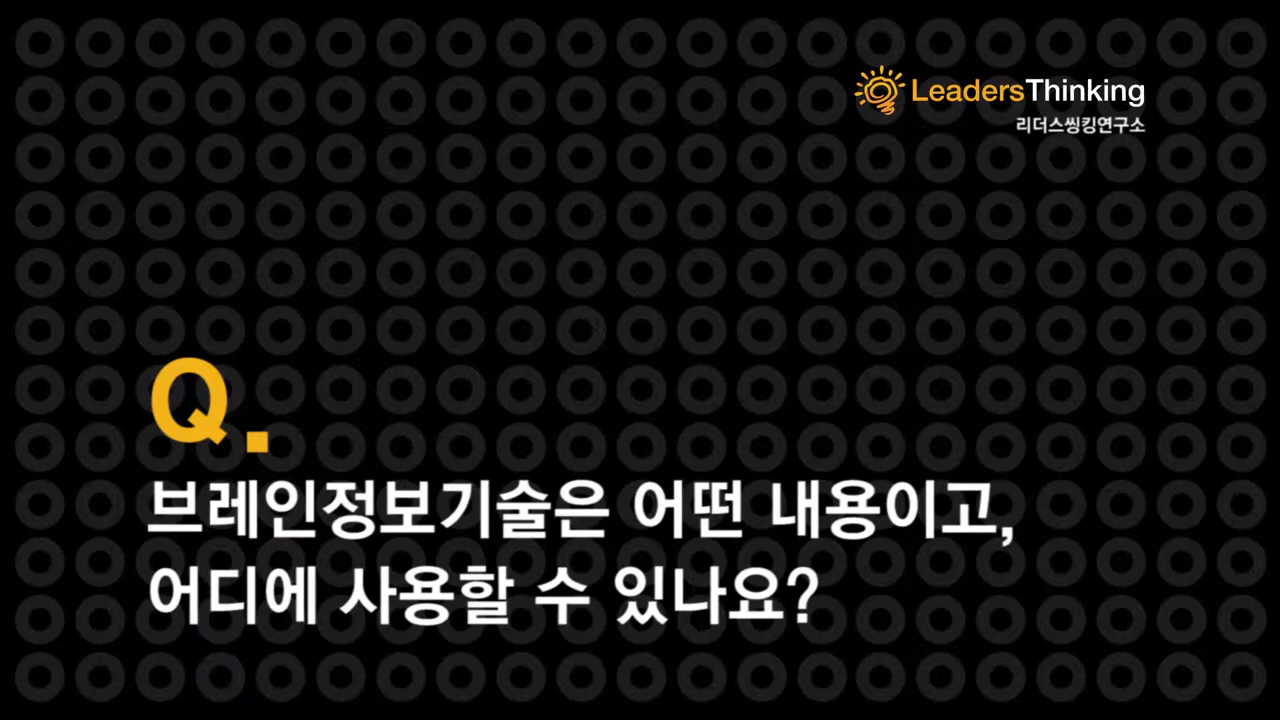 LeadersThinking
리더스씽킹연구소
Q.
브레인정보기술은 어떤 내용이고,
어디에 사용할 수 있나요?